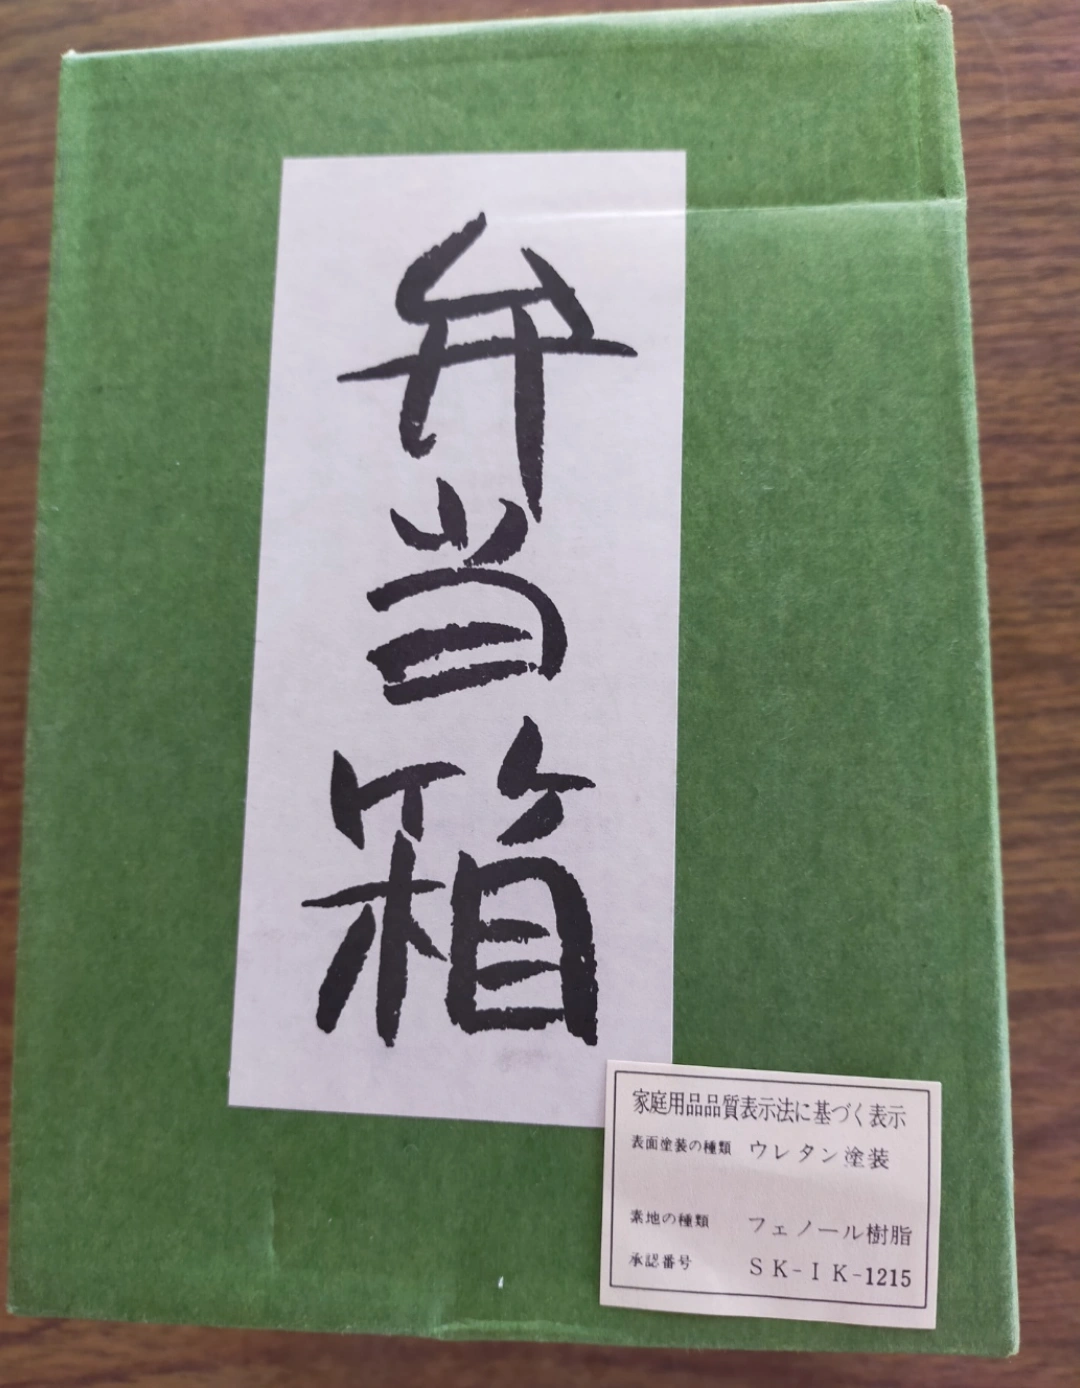 弁当箱
家庭用品品質表示法に基づく表示
表面塗装の種類 ウレタン塗装
素地の種類 フェノール樹脂
承認番号 SK-IK-1215